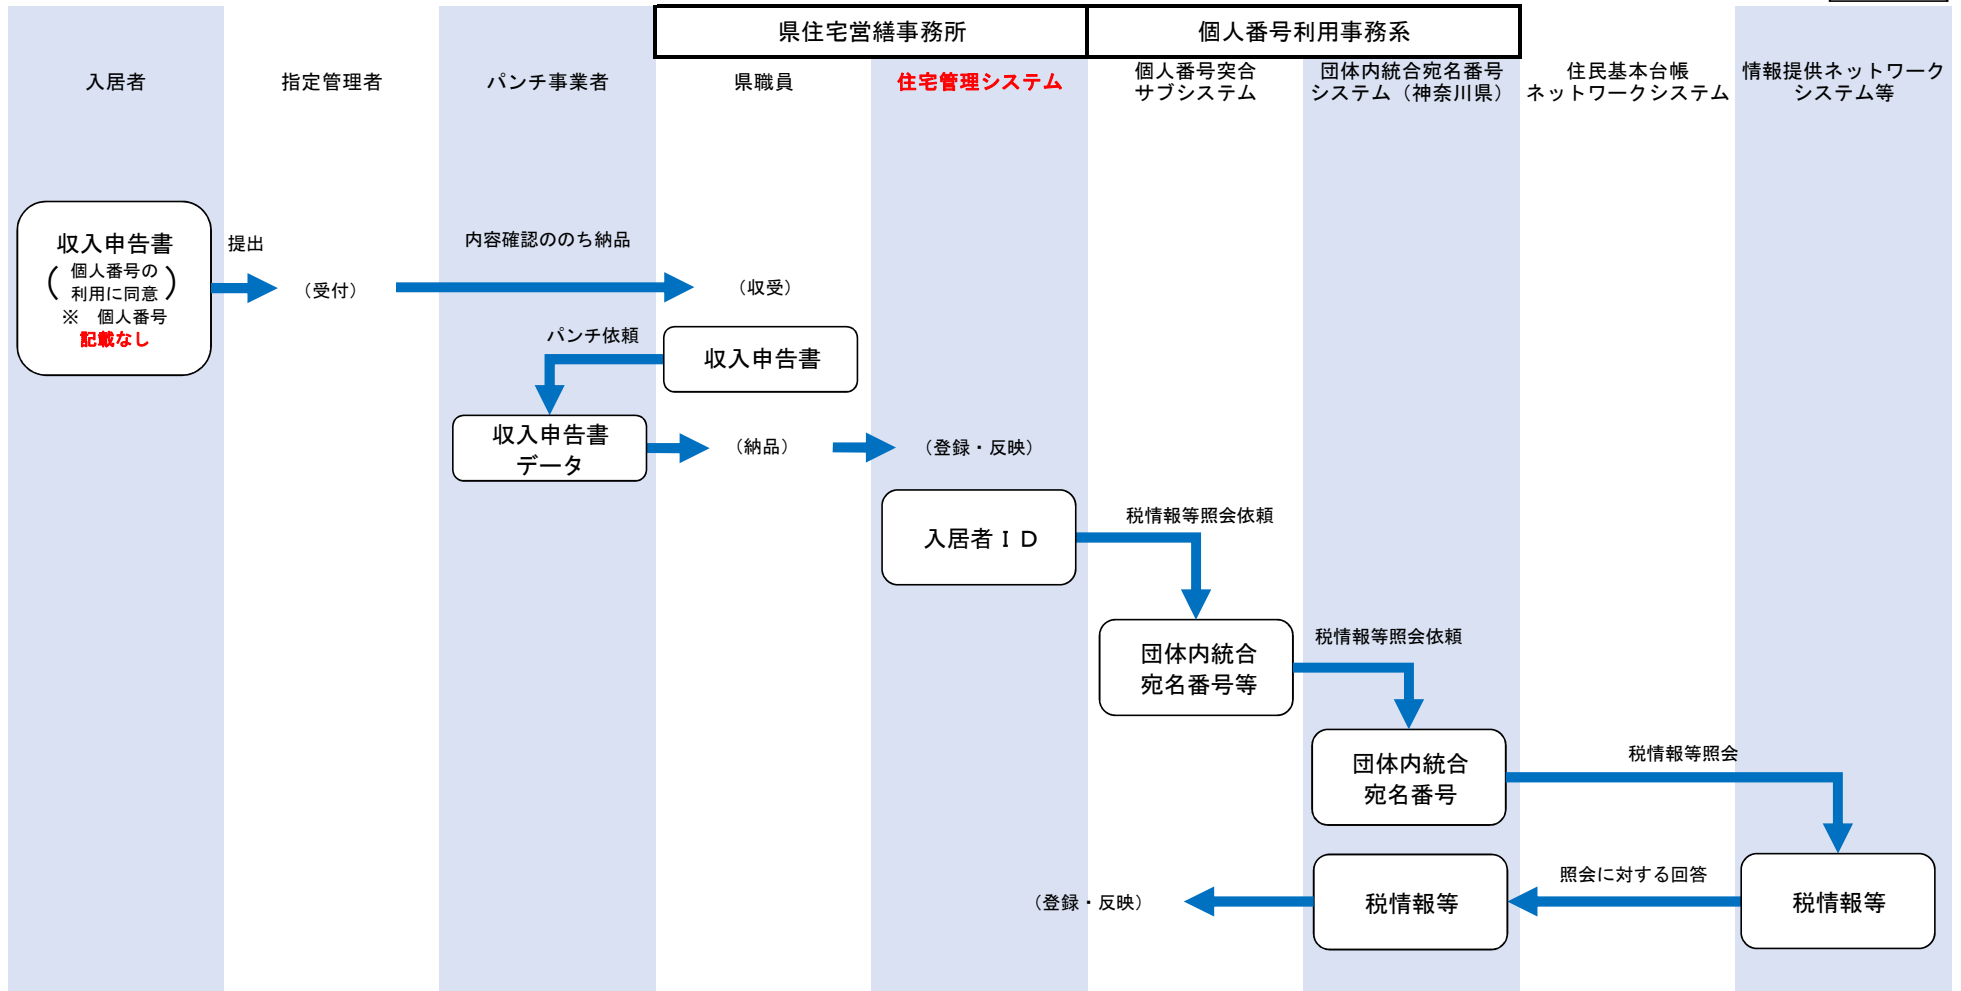 県住宅営繕事務所
個人番号利用事務系
入居者
指定管理者
パンチ事業者
県職員
住宅管理システム
個人番号突合
サブシステム
団体内統合宛名番号
システム（神奈川県）
住民基本台帳
ネットワークシステム
情報提供ネットワーク
システム等
収入申告書
（個人番号の
利用に同意）
※　個人番号
記載なし
提出
（受付）
内容確認ののち納品
（収受）
パンチ依頼
収入申告書
収入申告書
データ
（納品）
（登録・反映）
入居者ＩＤ
税情報等照会依頼
団体内統合
宛名番号等
税情報等照会依頼
団体内統合
宛名番号
税情報等照会
税情報等
照会に対する回答
税情報等
（登録・反映）